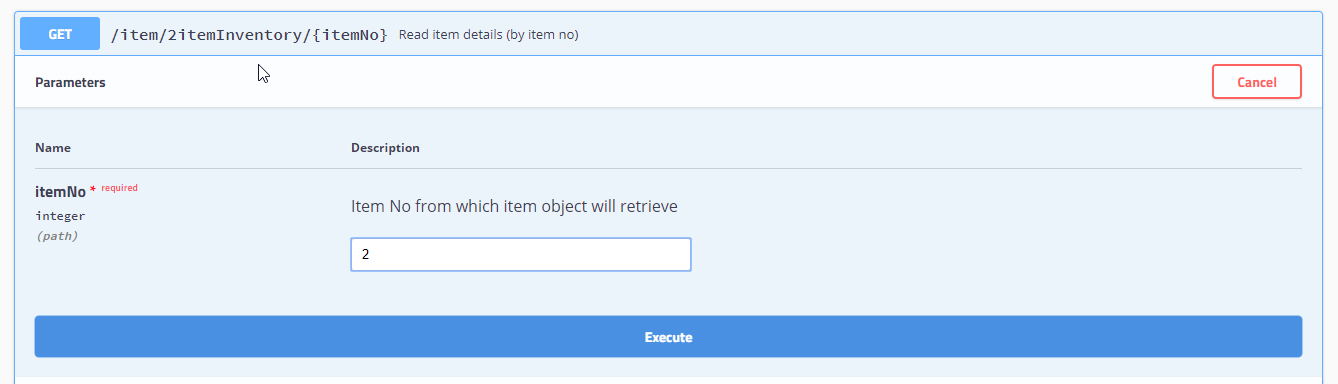 GET /item/2itemInventory/{itemNo} Read item details (by item no)
Parameters Cancel
Name Description
itemNo * required
integer
(path)
Item No from which item object will retrieve
2
Execute